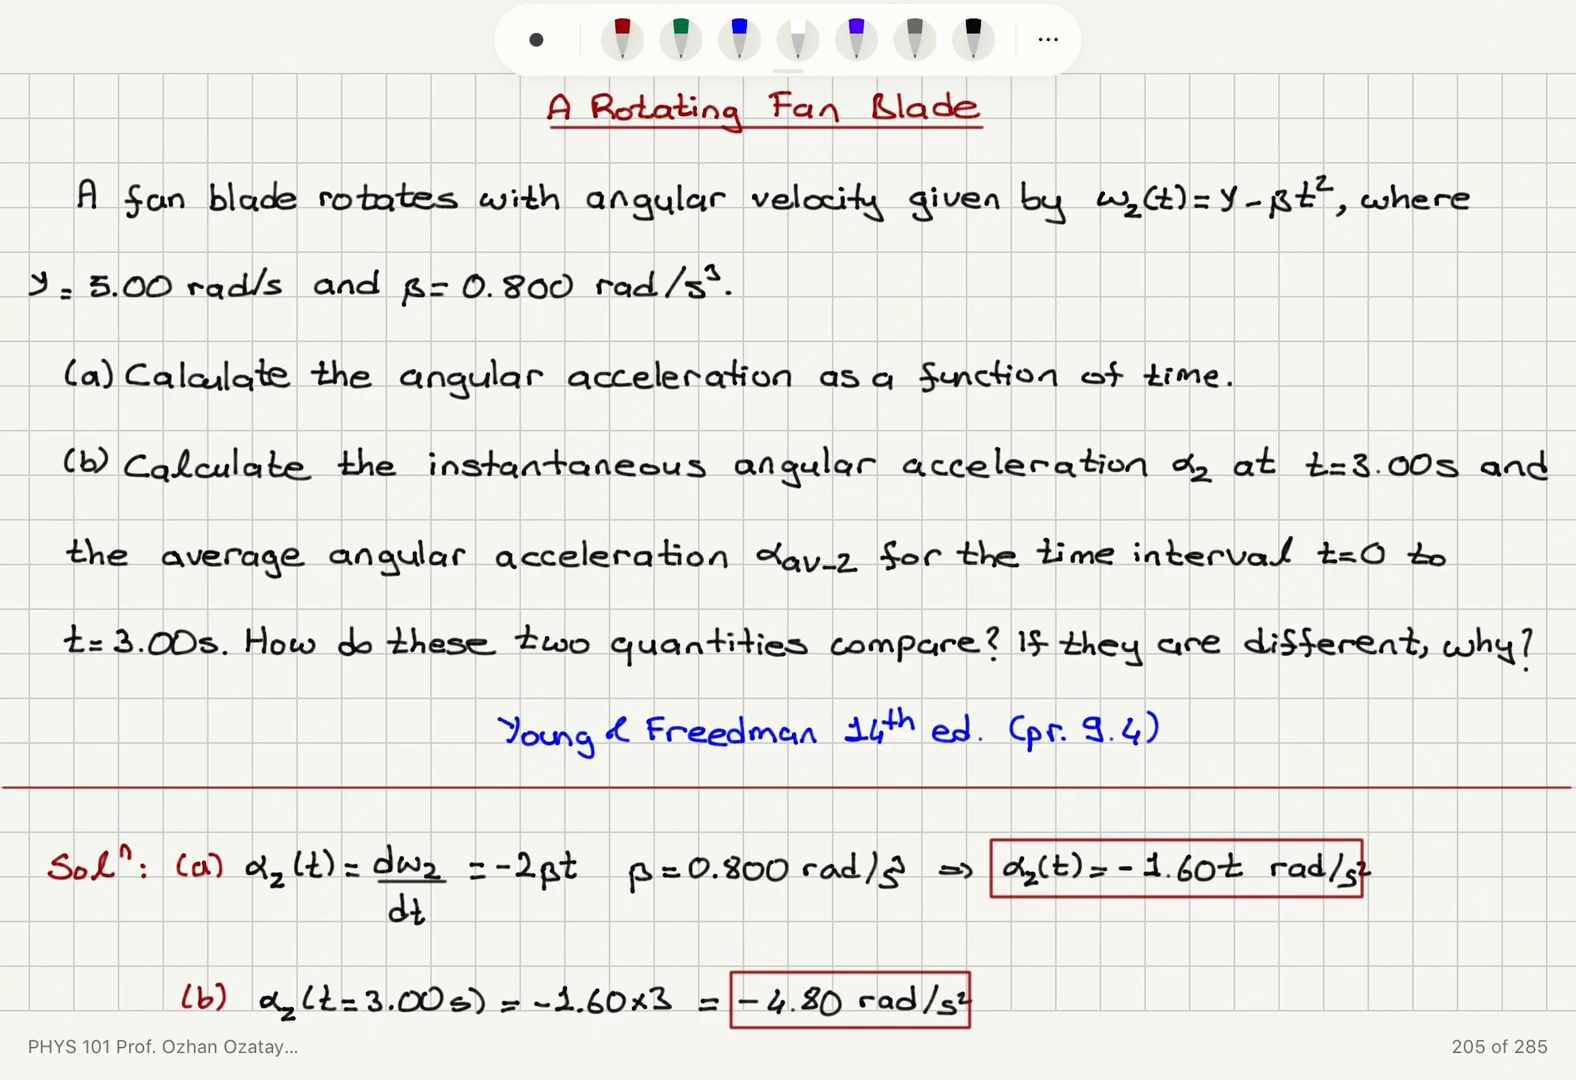 A Rotating Fan Blade
A fan blade rotates with angular velocity given by ω_z(t) = γ - βt², where
γ = 5.00 rad/s and β = 0.800 rad/s³.
(a) Calculate the angular acceleration as a function of time.
(b) Calculate the instantaneous angular acceleration α_z at t=3.00s and
the average angular acceleration α_av-z for the time interval t=0 to
t=3.00s. How do these two quantities compare? If they are different, why?
Young & Freedman 14th ed. (pr. 9.4)
Solⁿ: (a) α_z(t) = dω_z/dt = -2βt β = 0.800 rad/s³ ⇒ α_z(t) = -1.60t rad/s²
(b) α_z(t=3.00s) = -1.60×3 = -4.80 rad/s²
PHYS 101 Prof. Ozhan Ozatay...
205 of 285